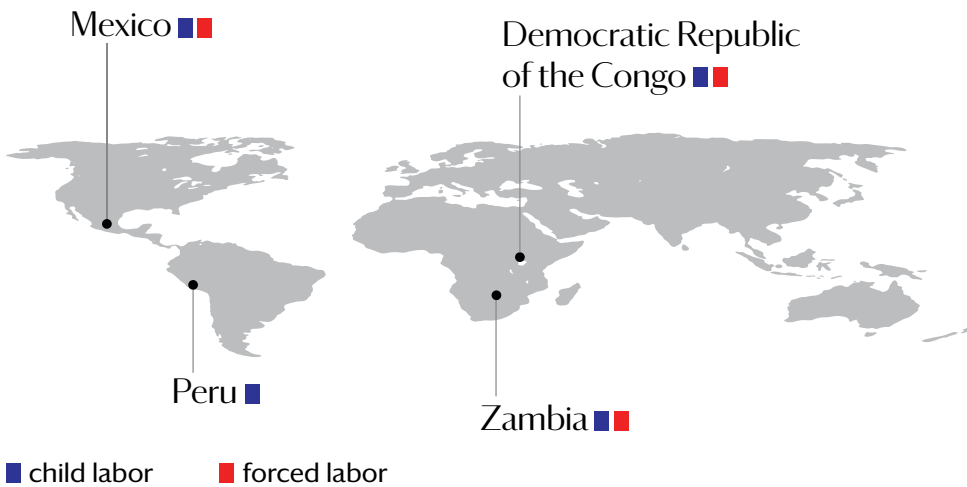 Mexico
Democratic Republic
of the Congo
Peru
Zambia
child labor
forced labor